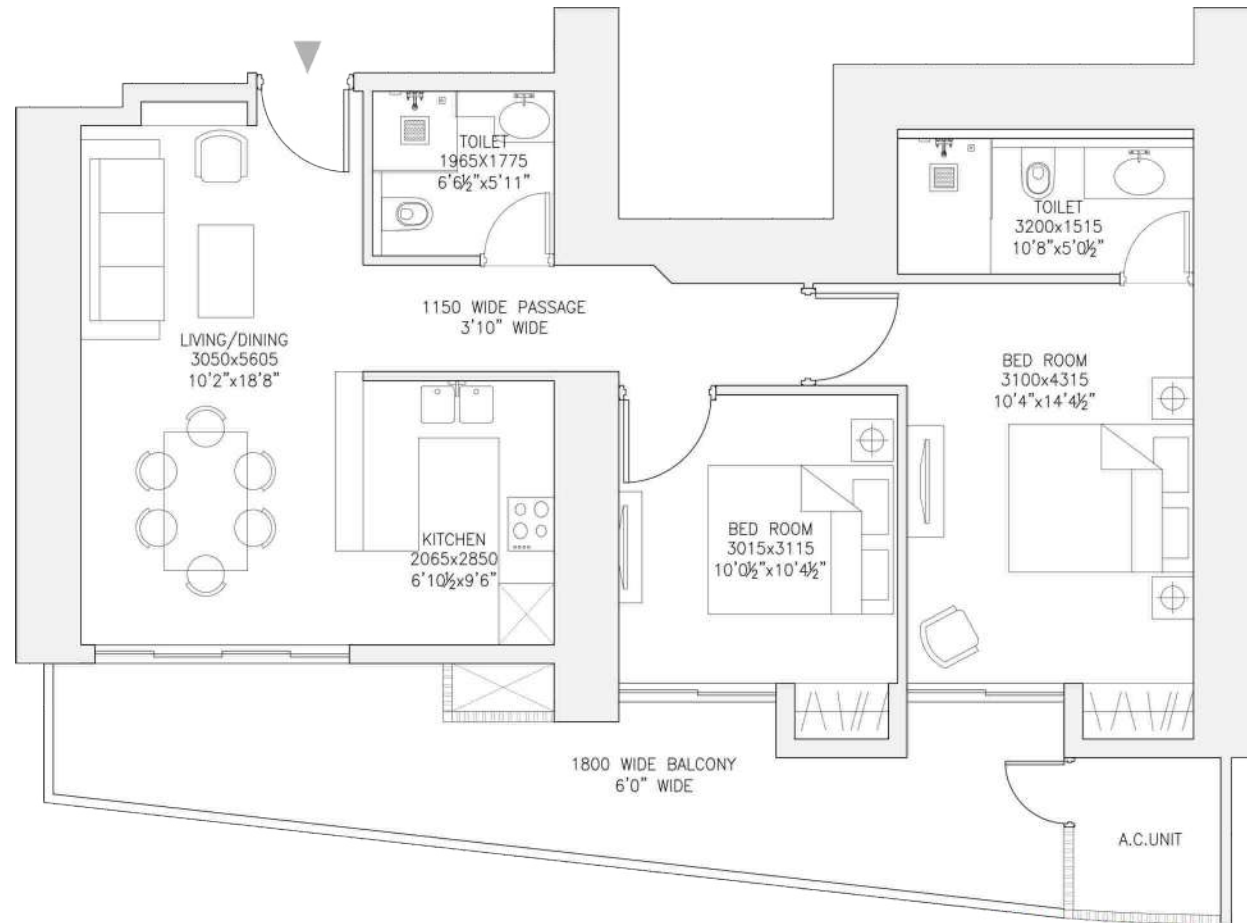 TOILET
1965X1775
6'6½"x5'11"
TOILET
3200x1515
10'8"x5'0½"
1150 WIDE PASSAGE
3'10" WIDE
LIVING/DINING
3050x5605
10'2"x18'8"
BED ROOM
3100x4315
10'4"x14'4½"
KITCHEN
2065x2850
6'10½x9'6"
BED ROOM
3015x3115
10'0½"x10'4½"
1800 WIDE BALCONY
6'0" WIDE
A.C.UNIT